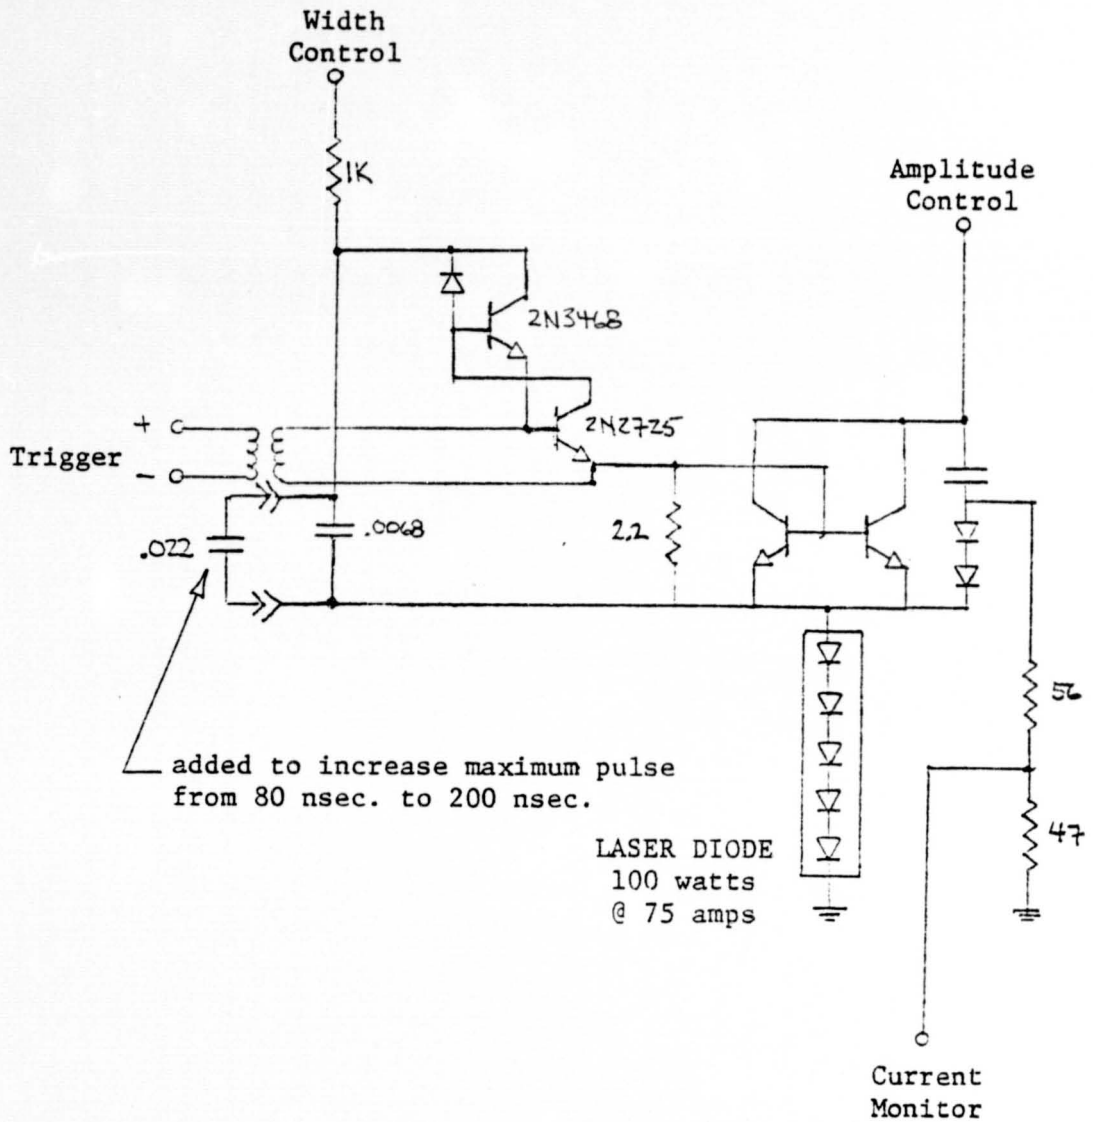 Width
Control
1K
Amplitude
Control
2N3468
+
2N2725
Trigger
-
.022
.0068
2.2
56
added to increase maximum pulse
from 80 nsec. to 200 nsec.
47
LASER DIODE
100 watts
@ 75 amps
Current
Monitor